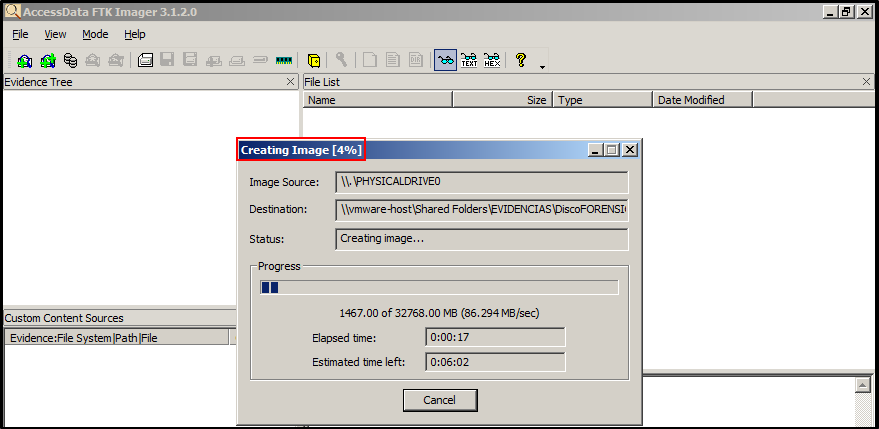 AccessData FTK Imager 3.1.2.0
File View Mode Help
TEXT HEX
Evidence Tree
File List
Name Size Type Date Modified
Creating Image [4%]
Image Source: \\.\PHYSICALDRIVE0
Destination: \\vmware-host\Shared Folders\EVIDENCIAS\DiscoFORENSI
Status: Creating image...
Progress
1467.00 of 32768.00 MB (86.294 MB/sec)
Elapsed time: 0:00:17
Estimated time left: 0:06:02
Cancel
Custom Content Sources
Evidence:File System|Path|File